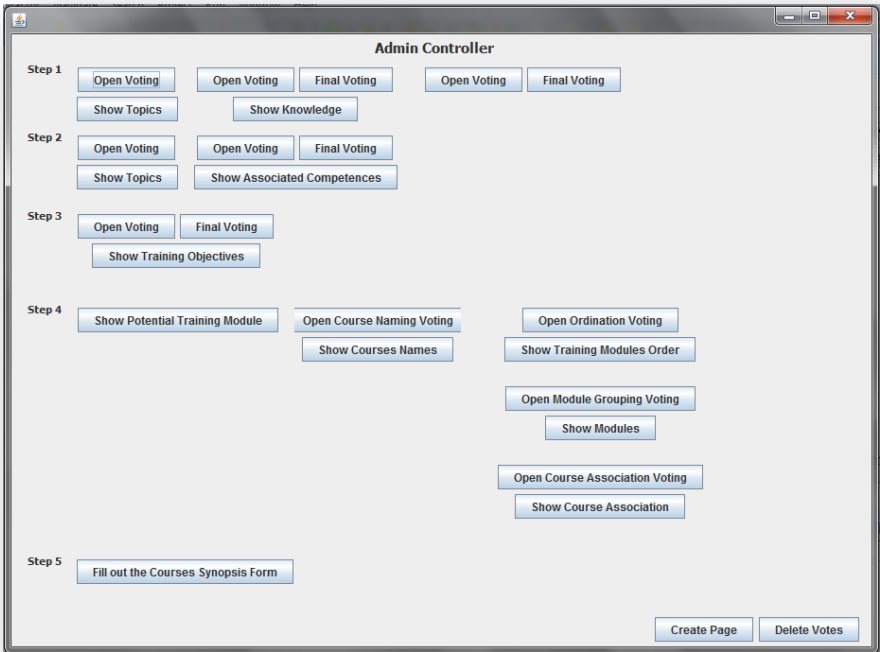 Admin Controller
Step 1 Open Voting Open Voting Final Voting Open Voting Final Voting
Show Topics Show Knowledge
Step 2 Open Voting Open Voting Final Voting
Show Topics Show Associated Competences
Step 3 Open Voting Final Voting
Show Training Objectives
Step 4 Show Potential Training Module Open Course Naming Voting Open Ordination Voting
Show Courses Names Show Training Modules Order
Open Module Grouping Voting
Show Modules
Open Course Association Voting
Show Course Association
Step 5 Fill out the Courses Synopsis Form
Create Page Delete Votes